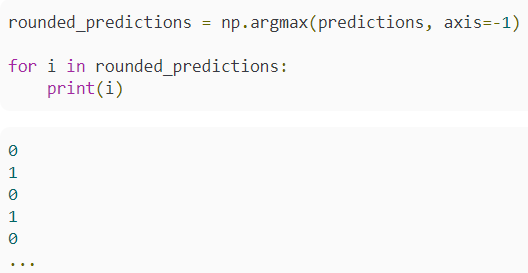 rounded_predictions = np.argmax(predictions, axis=-1)
for i in rounded_predictions:
    print(i)
0
1
0
1
0
...